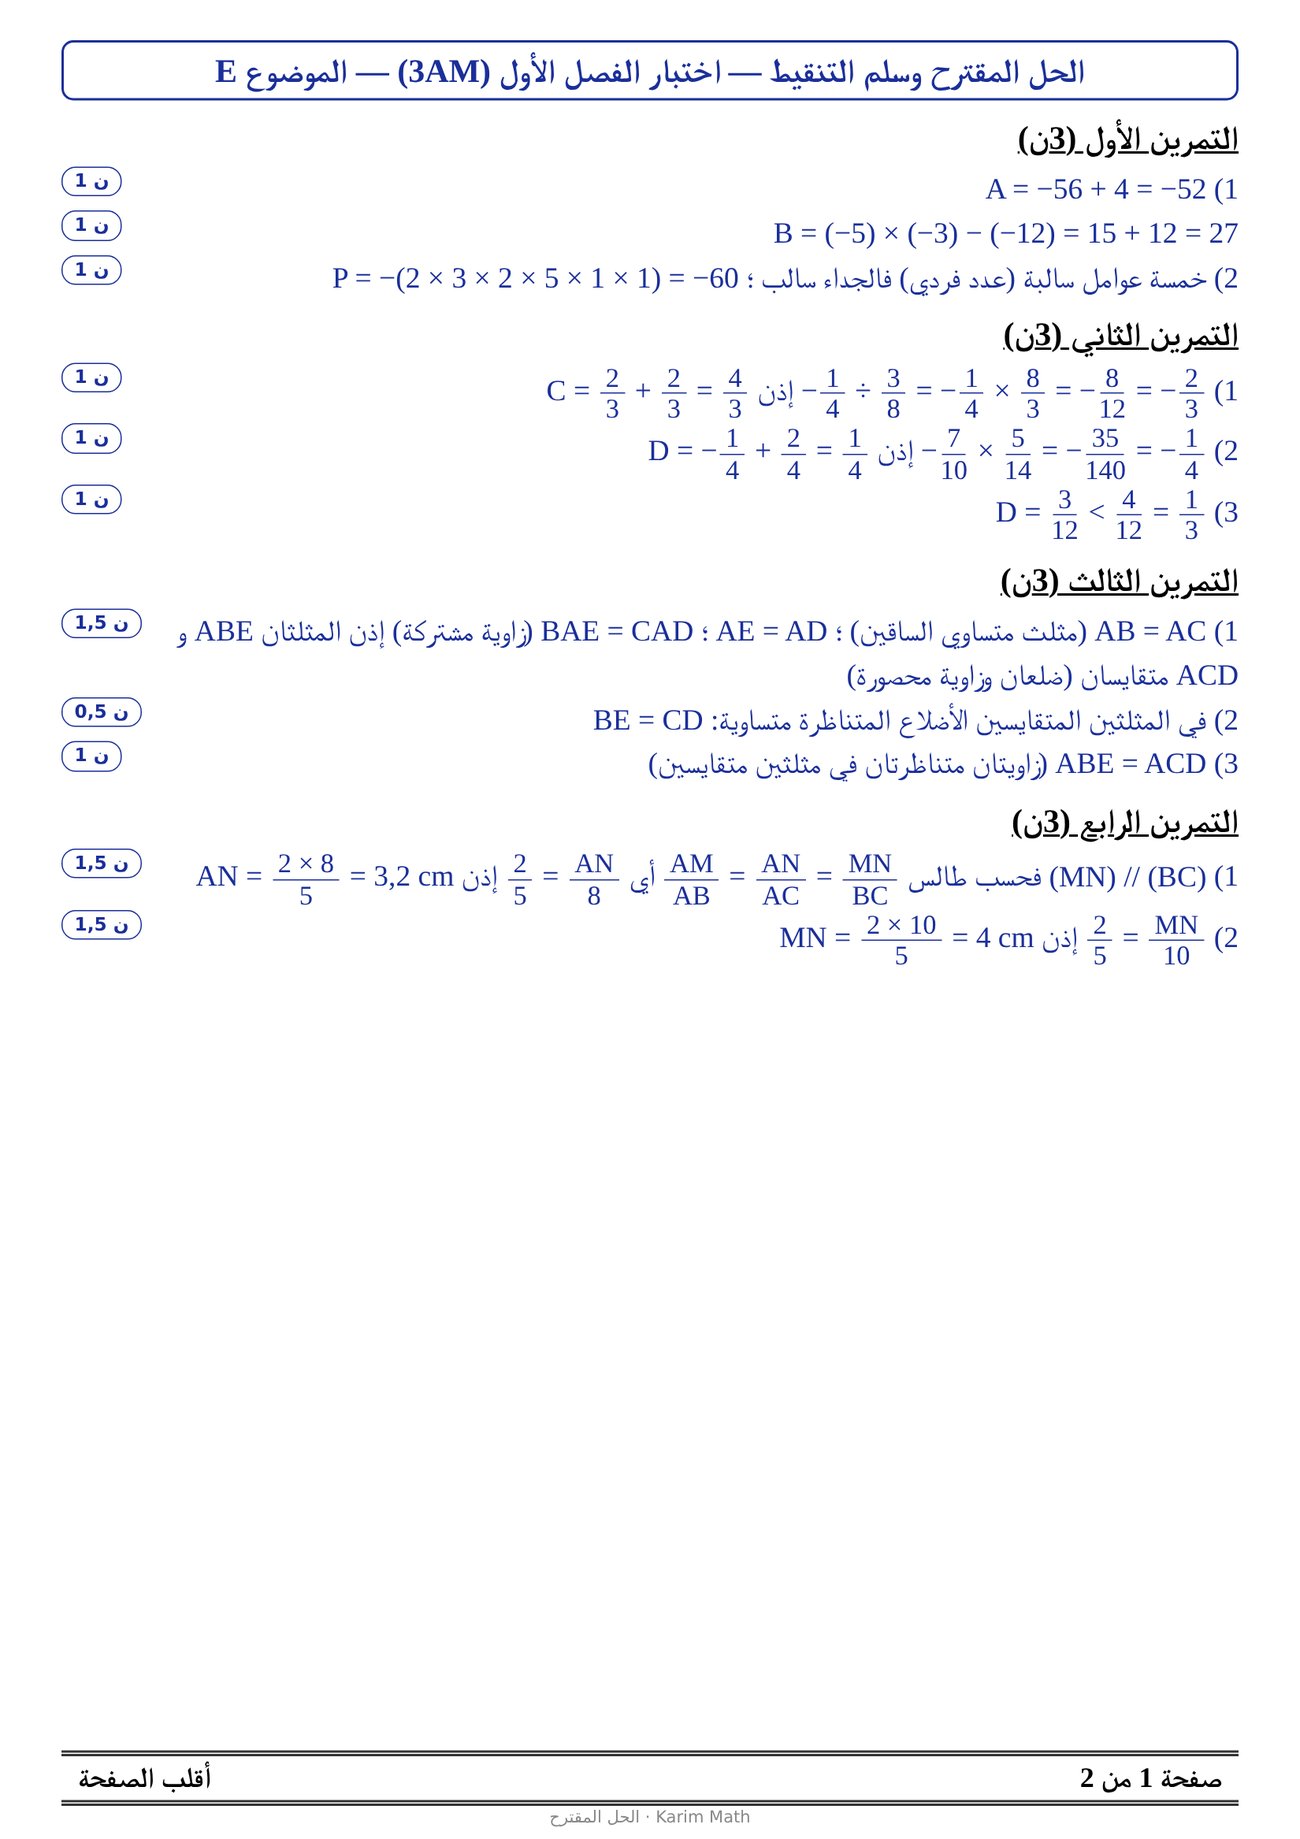 الحل المقترح وسلم التنقيط — اختبار الفصل الأول (3AM) — الموضوع E
التمرين الأول (3ن)
1) A = −56 + 4 = −52
1 ن
B = (−5) × (−3) − (−12) = 15 + 12 = 27
1 ن
2) خمسة عوامل سالبة (عدد فردي) فالجداء سالب ؛ P = −(2 × 3 × 2 × 5 × 1 × 1) = −60
1 ن
التمرين الثاني (3ن)
1) −1/4 ÷ 3/8 = −1/4 × 8/3 = −8/12 = −2/3 إذن C = 2/3 + 2/3 = 4/3
1 ن
2) −7/10 × 5/14 = −35/140 = −1/4 إذن D = −1/4 + 2/4 = 1/4
1 ن
3) D = 3/12 < 4/12 = 1/3
1 ن
التمرين الثالث (3ن)
1) AB = AC (مثلث متساوي الساقين) ؛ AE = AD ؛ BAE = CAD (زاوية مشتركة) إذن المثلثان ABE و
1,5 ن
ACD متقايسان (ضلعان وزاوية محصورة)
2) في المثلثين المتقايسين الأضلاع المتناظرة متساوية: BE = CD
0,5 ن
3) ABE = ACD (زاويتان متناظرتان في مثلثين متقايسين)
1 ن
التمرين الرابع (3ن)
1) (MN) // (BC) فحسب طالس AM/AB = AN/AC = MN/BC أي 2/5 = AN/8 إذن AN = 2 × 8/5 = 3,2 cm
1,5 ن
2) 2/5 = MN/10 إذن MN = 2 × 10/5 = 4 cm
1,5 ن
صفحة 1 من 2
أقلب الصفحة
Karim Math · الحل المقترح